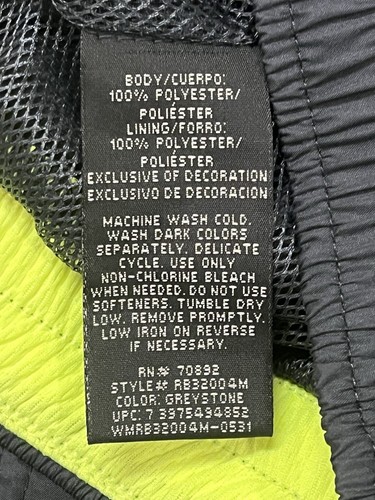 BODY/CUERPO:
100% POLYESTER/
POLIÉSTER
LINING/FORRO:
100% POLYESTER/
POLIÉSTER
EXCLUSIVE OF DECORATION
EXCLUSIVO DE DECORACION
MACHINE WASH COLD.
WASH DARK COLORS
SEPARATELY. DELICATE
CYCLE. USE ONLY
NON-CHLORINE BLEACH
WHEN NEEDED. DO NOT USE
SOFTENERS. TUMBLE DRY
LOW. REMOVE PROMPTLY.
LOW IRON ON REVERSE
IF NECESSARY.
RN# 70892
STYLE# RB32004M
COLOR: GREYSTONE
UPC: 7 3975494852
WMRB32004M-0531